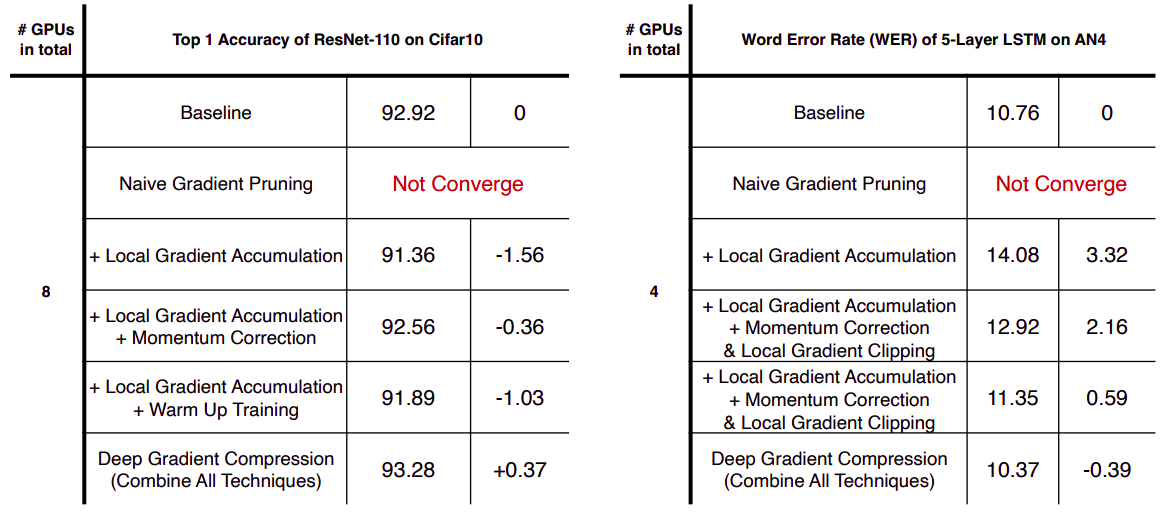 # GPUs
in total
Top 1 Accuracy of ResNet-110 on Cifar10
Baseline
92.92
0
Naive Gradient Pruning
Not Converge
+ Local Gradient Accumulation
91.36
-1.56
8
+ Local Gradient Accumulation
+ Momentum Correction
92.56
-0.36
+ Local Gradient Accumulation
+ Warm Up Training
91.89
-1.03
Deep Gradient Compression
(Combine All Techniques)
93.28
+0.37
# GPUs
in total
Word Error Rate (WER) of 5-Layer LSTM on AN4
Baseline
10.76
0
Naive Gradient Pruning
Not Converge
+ Local Gradient Accumulation
14.08
3.32
4
+ Local Gradient Accumulation
+ Momentum Correction
& Local Gradient Clipping
12.92
2.16
+ Local Gradient Accumulation
+ Momentum Correction
& Local Gradient Clipping
11.35
0.59
Deep Gradient Compression
(Combine All Techniques)
10.37
-0.39